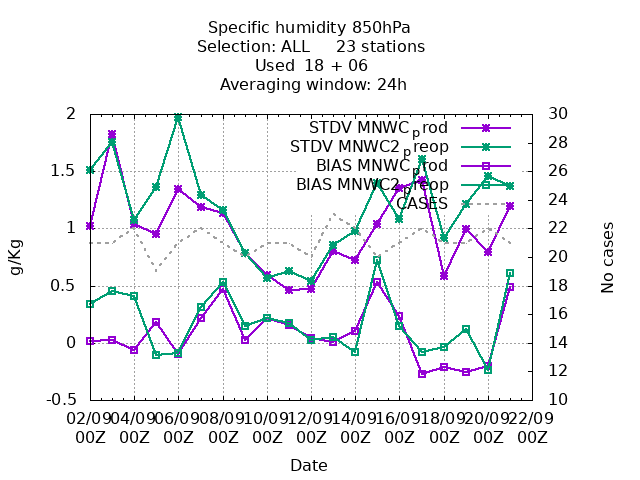 Specific humidity 850hPa
Selection: ALL 23 stations
Used 18 + 06
Averaging window: 24h
STDV MNWC_prod
STDV MNWC2_preop
BIAS MNWC_prod
BIAS MNWC2_preop
CASES
2
1.5
1
0.5
0
-0.5
30
28
26
24
22
20
18
16
14
12
10
g/Kg
No cases
02/09 04/09 06/09 08/09 10/09 12/09 14/09 16/09 18/09 20/09 22/09
00Z 00Z 00Z 00Z 00Z 00Z 00Z 00Z 00Z 00Z 00Z
Date